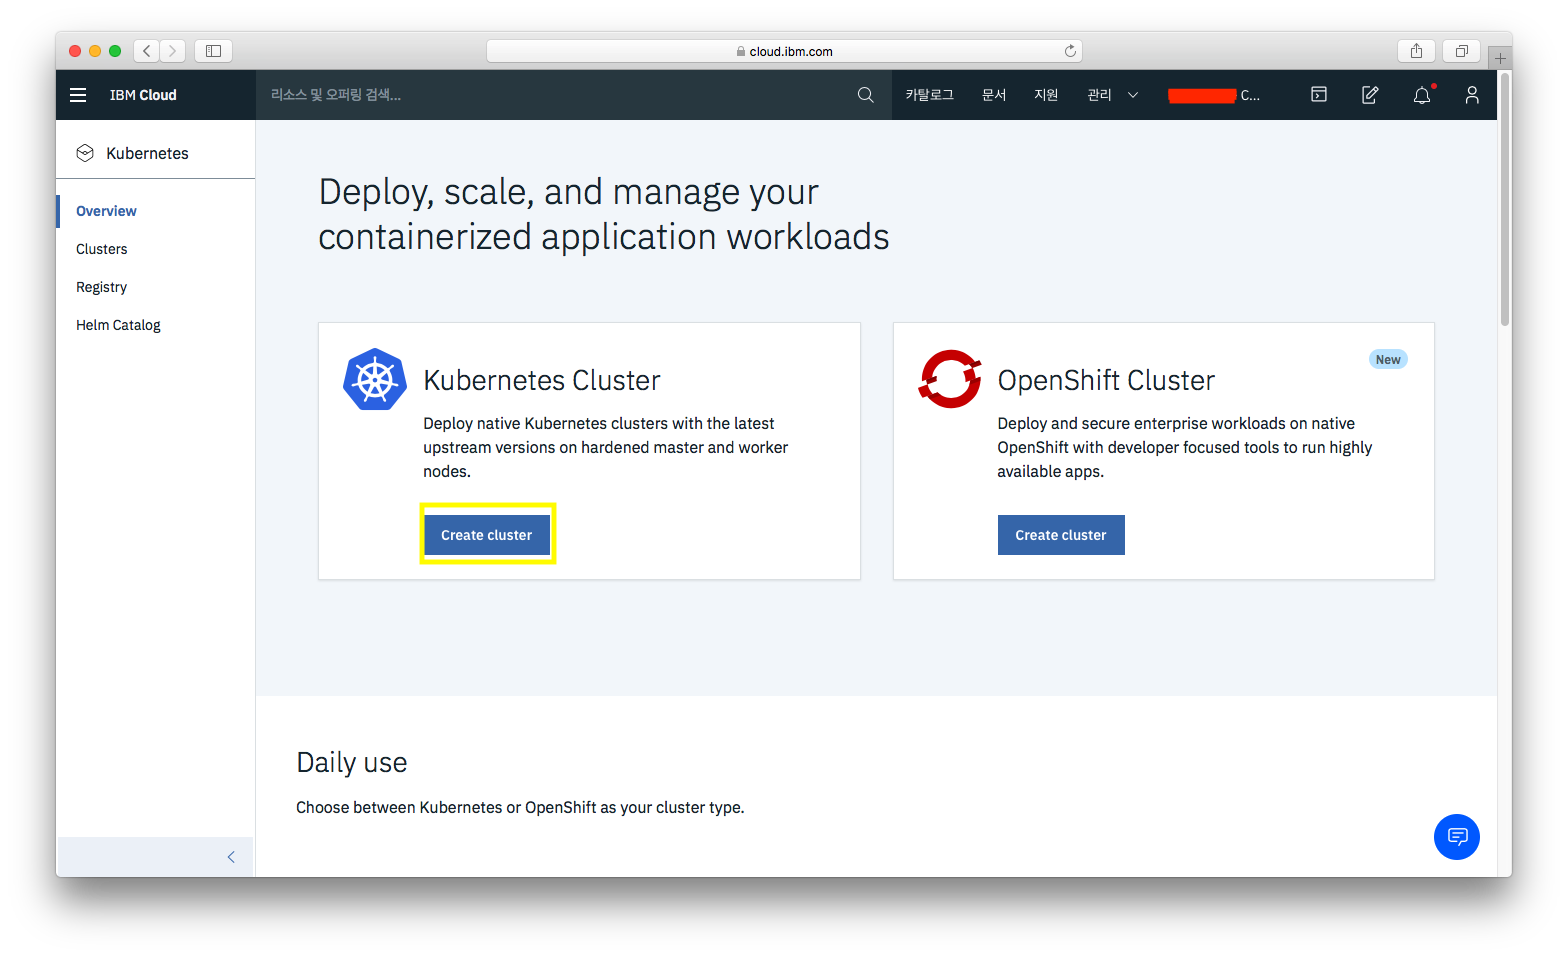 cloud.ibm.com
IBM Cloud
리소스 및 오퍼링 검색...
카탈로그
문서
지원
관리
C...
Kubernetes
Overview
Clusters
Registry
Helm Catalog
Deploy, scale, and manage your
containerized application workloads
Kubernetes Cluster
Deploy native Kubernetes clusters with the latest
upstream versions on hardened master and worker
nodes.
Create cluster
New
OpenShift Cluster
Deploy and secure enterprise workloads on native
OpenShift with developer focused tools to run highly
available apps.
Create cluster
Daily use
Choose between Kubernetes or OpenShift as your cluster type.